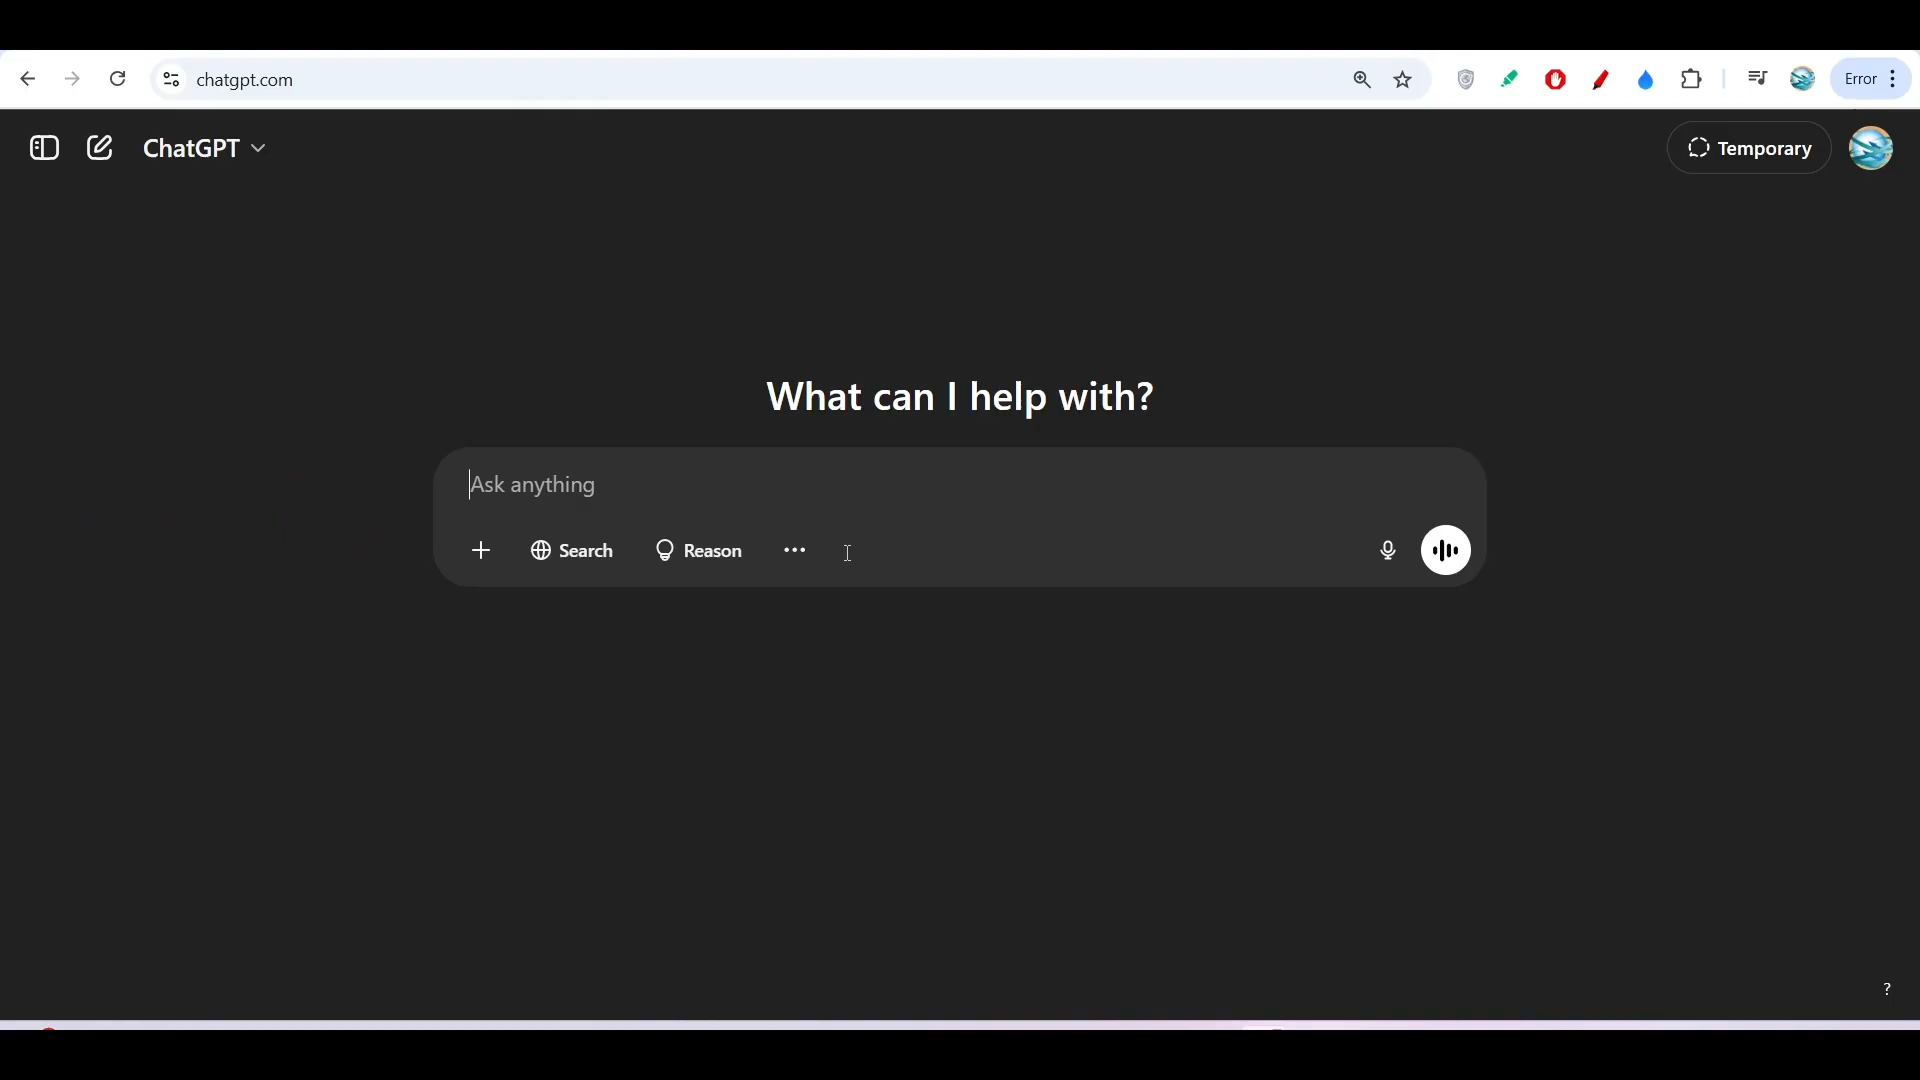 chatgpt.com
Error
ChatGPT
Temporary
What can I help with?
Ask anything
Search
Reason
?